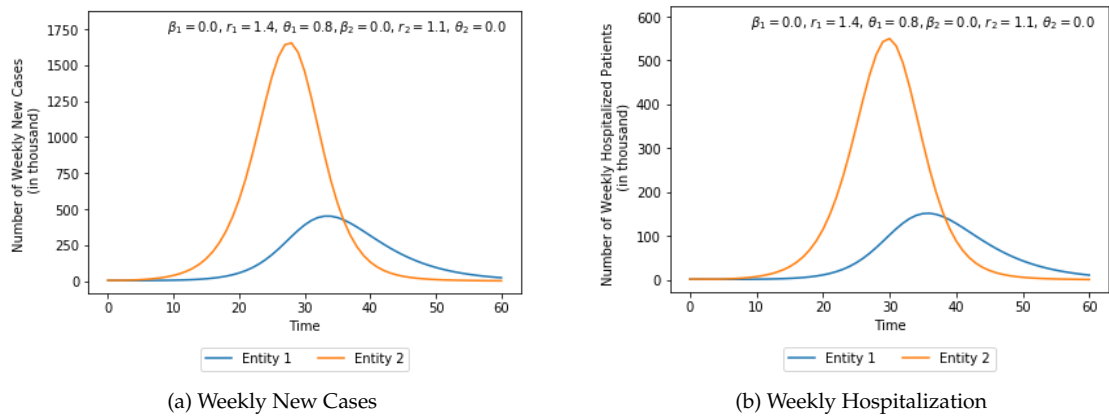 β₁ = 0.0, r₁ = 1.4, θ₁ = 0.8, β₂ = 0.0, r₂ = 1.1, θ₂ = 0.0
Number of Weekly New Cases
(in thousand)
1750
1500
1250
1000
750
500
250
0
0 10 20 30 40 50 60
Time
Entity 1 Entity 2
(a) Weekly New Cases
β₁ = 0.0, r₁ = 1.4, θ₁ = 0.8, β₂ = 0.0, r₂ = 1.1, θ₂ = 0.0
Number of Weekly Hospitalized Patients
(in thousand)
600
500
400
300
200
100
0
0 10 20 30 40 50 60
Time
Entity 1 Entity 2
(b) Weekly Hospitalization